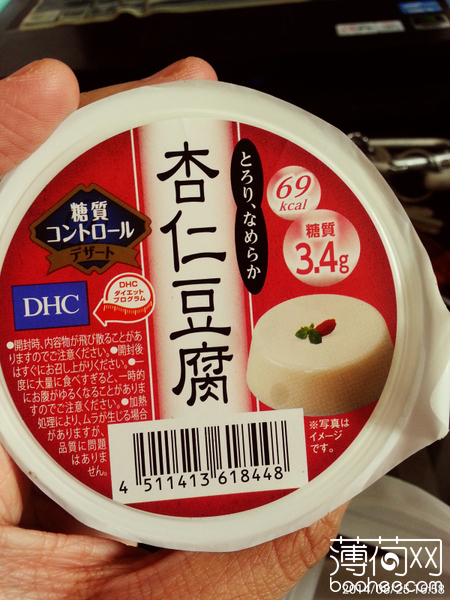 杏仁豆腐
とろり、なめらか
69
kcal
糖質
3.4g
糖質
コントロール
デザート
DHC
DHC
ダイエット
プログラム
●開封時、内容物が飛び散ることがあ
りますのでご注意ください。●開封後
はすぐにお召し上がりください。●一
度に大量に食べすぎると、一時的
にお腹がゆるくなることがありま
すのでご注意ください。●加熱
処理により、ムラが生じる場合
がありますが、
品質に問題
はありま
せん。
※写真は
イメージ
です。
4 511413 618448
薄荷网
boohee.com